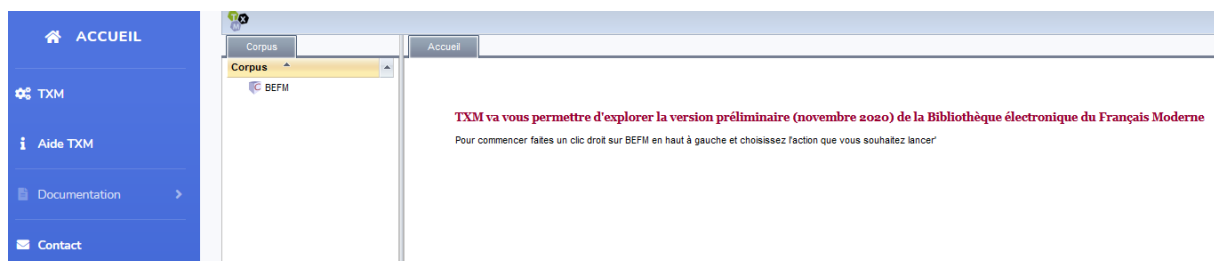 ACCUEIL
TXM
Aide TXM
Documentation
Contact
Corpus
Corpus
BEFM
Accueil
TXM va vous permettre d'explorer la version préliminaire (novembre 2020) de la Bibliothèque électronique du Français Moderne
Pour commencer faites un clic droit sur BEFM en haut à gauche et choisissez l'action que vous souhaitez lancer'